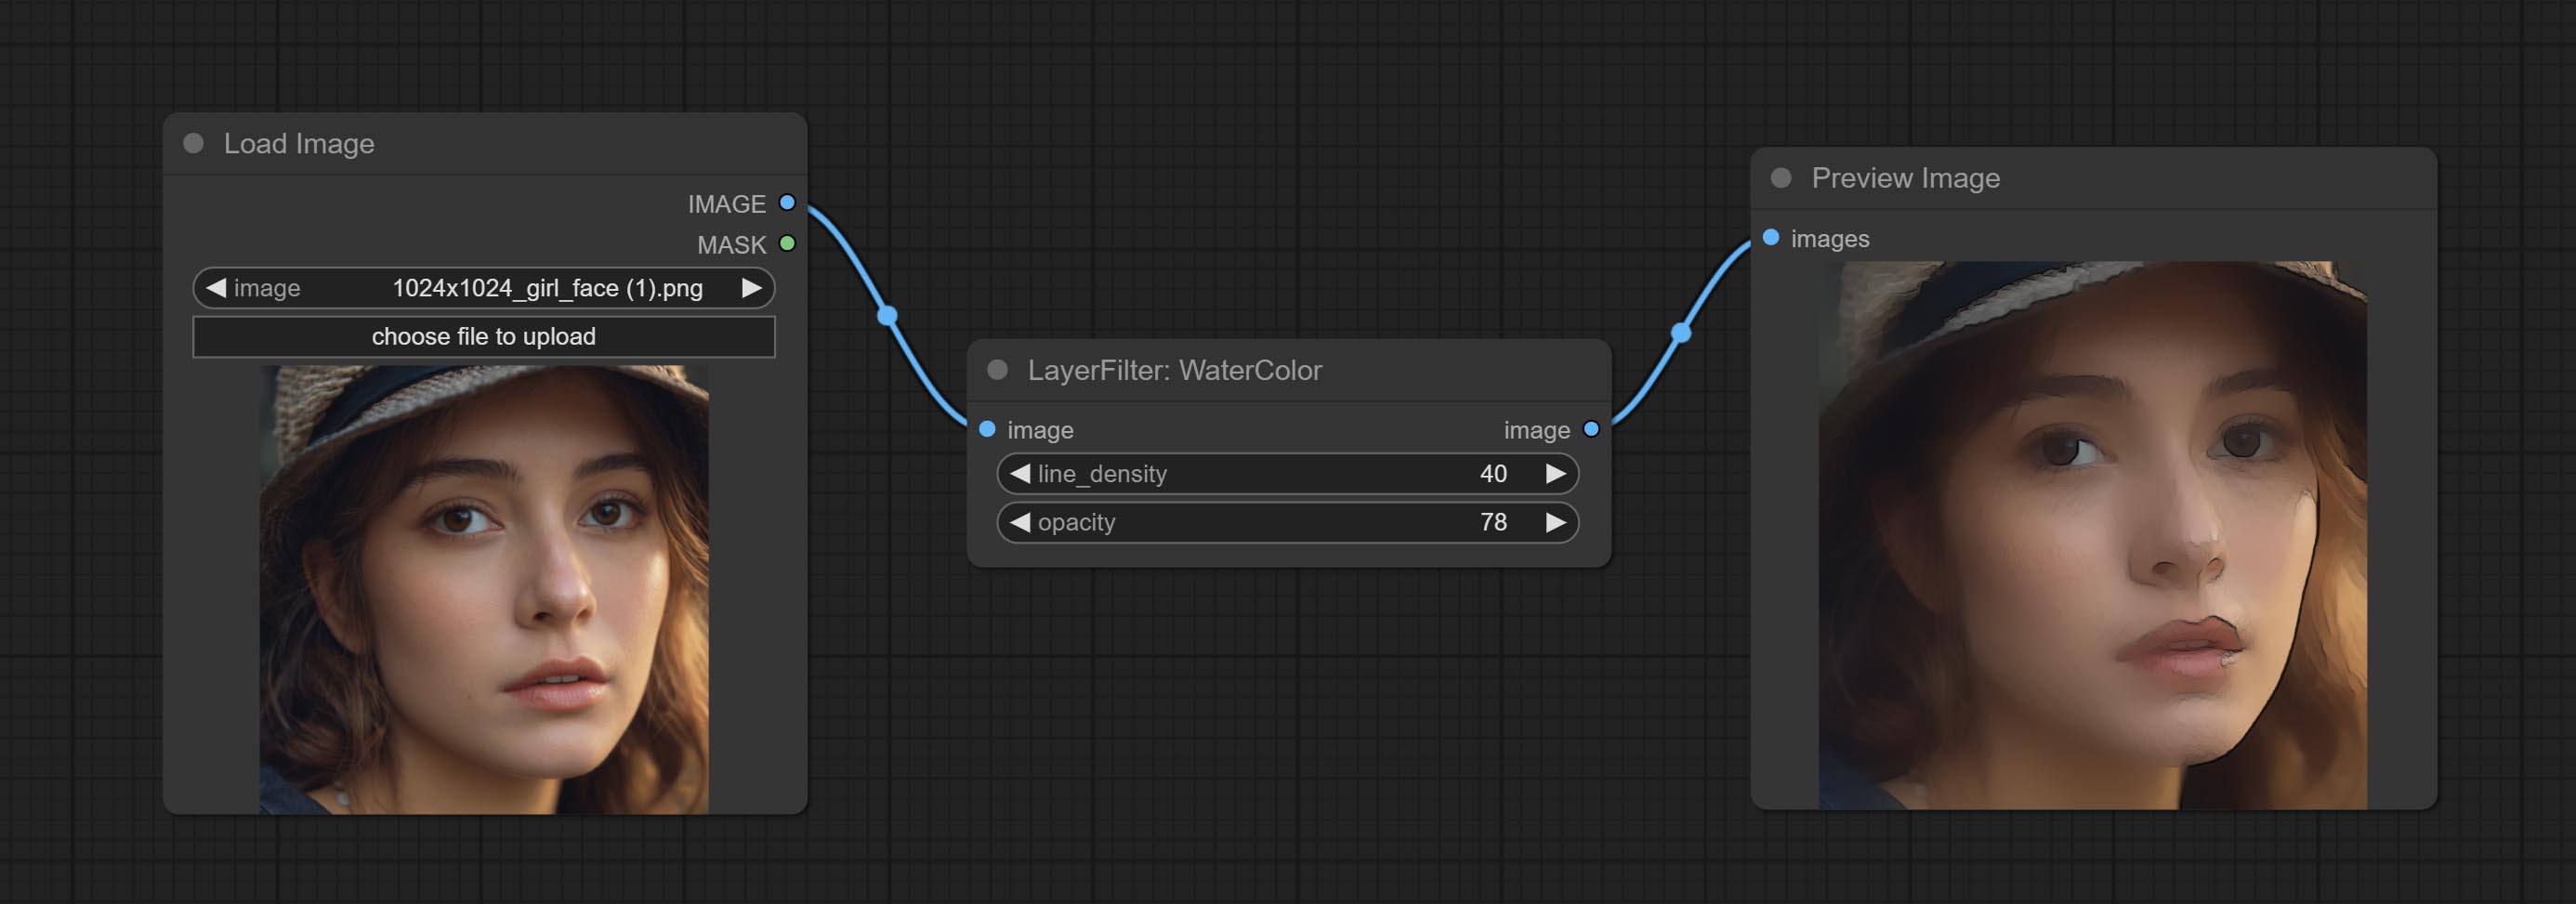 Load Image
IMAGE
MASK
image 1024x1024_girl_face (1).png
choose file to upload
LayerFilter: WaterColor
image image
line_density 40
opacity 78
Preview Image
images